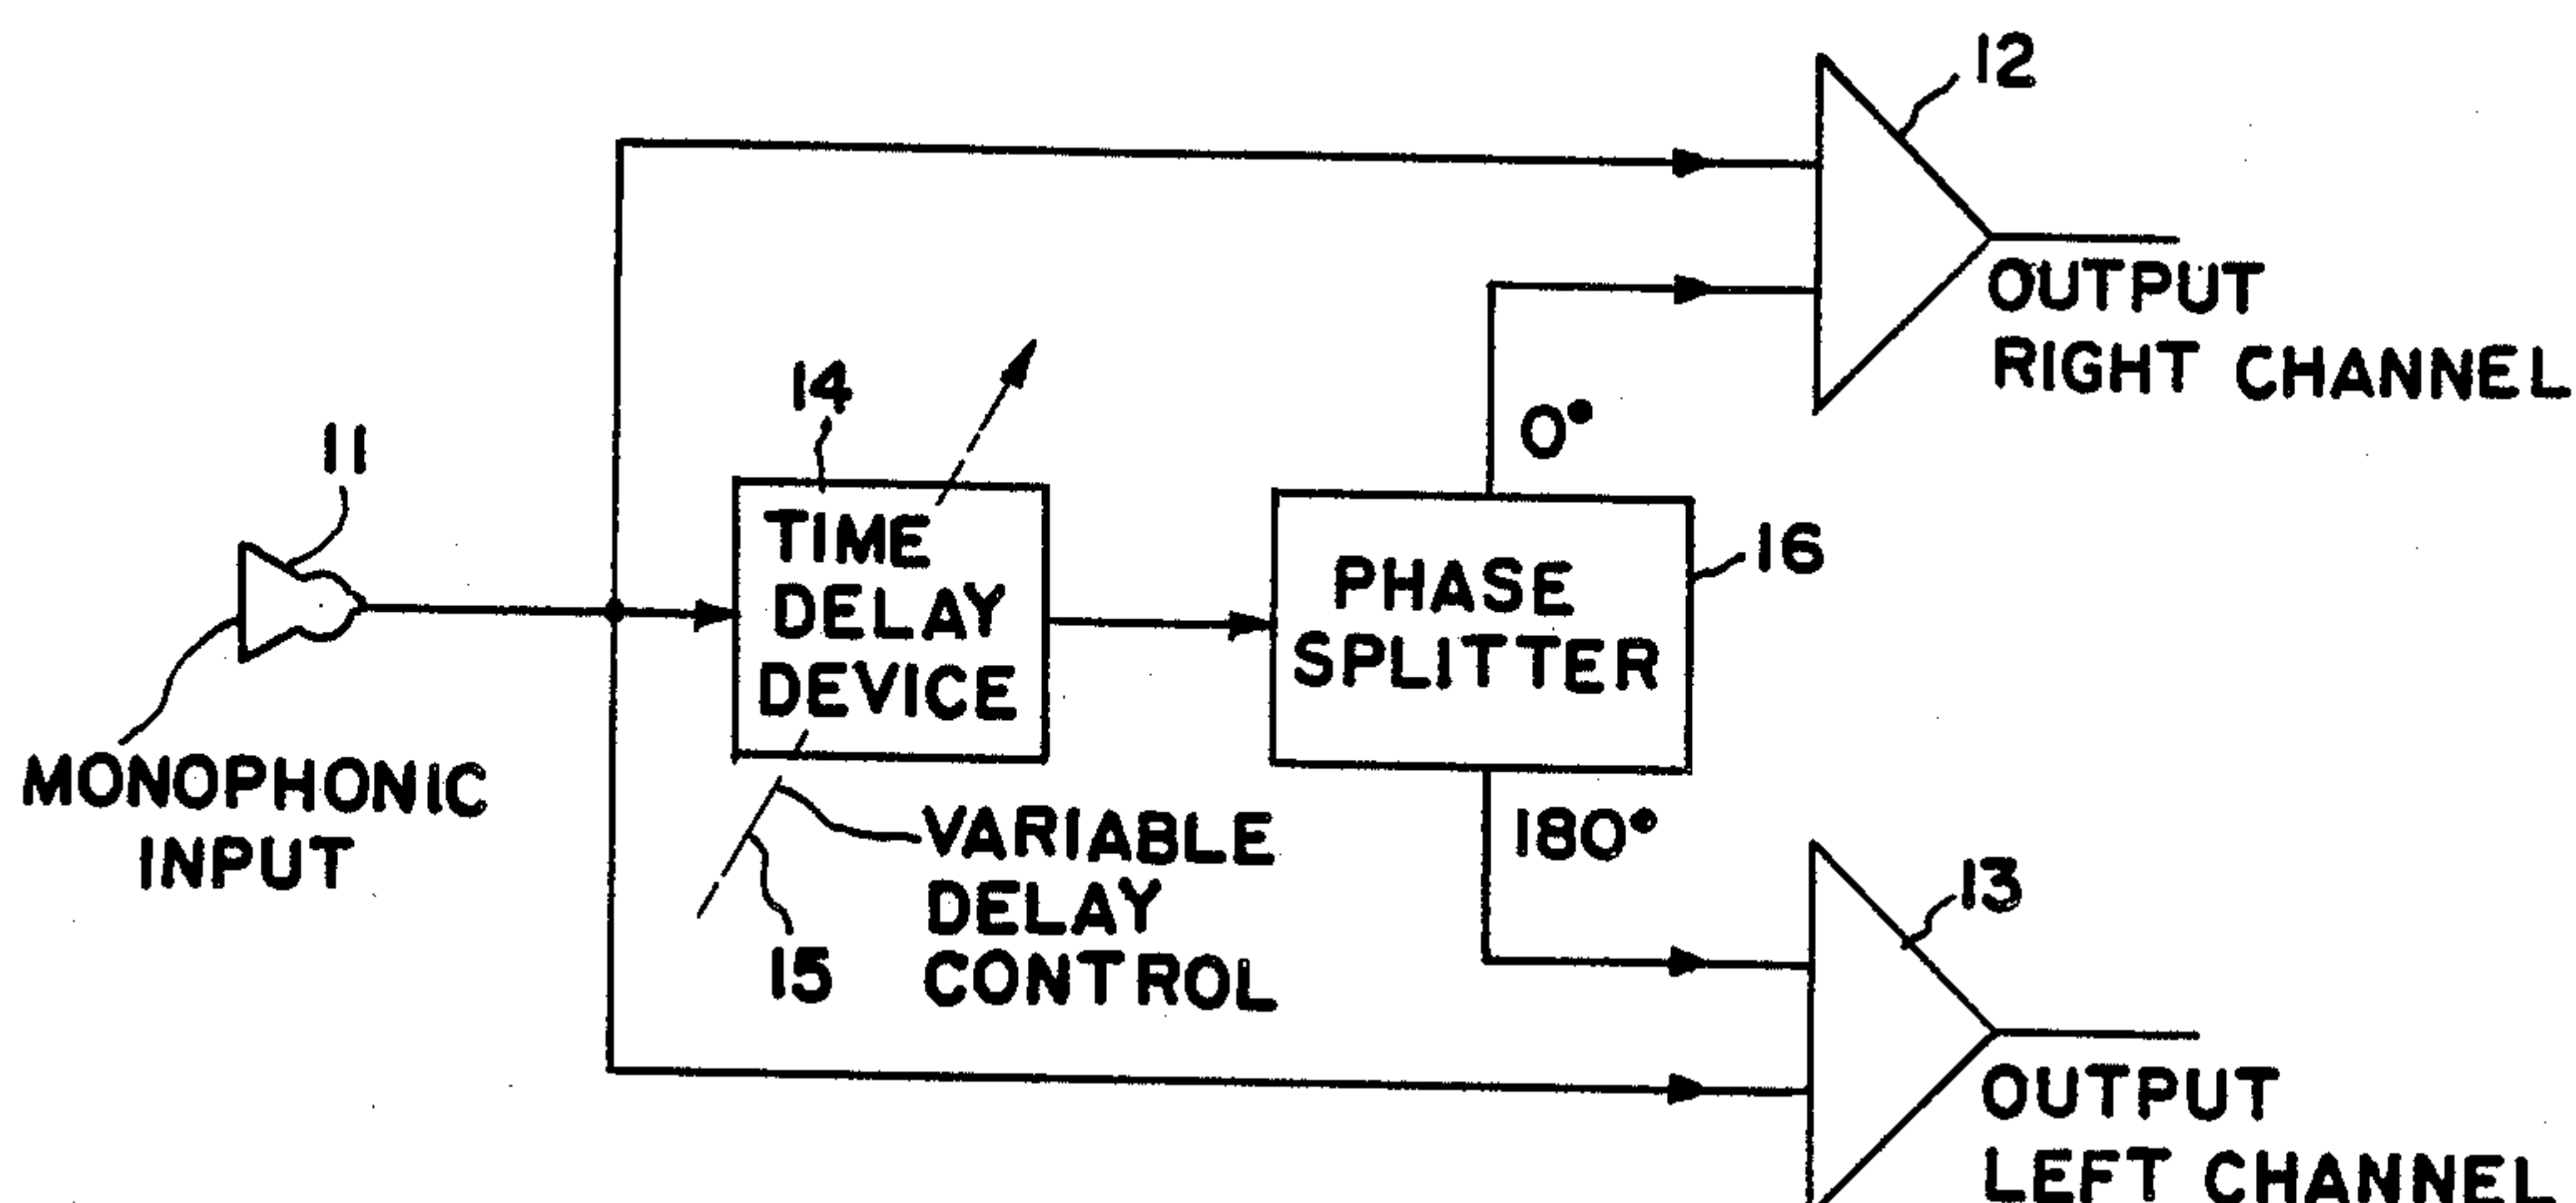 12
OUTPUT
RIGHT CHANNEL
14
0°
11
TIME
DELAY
DEVICE
PHASE
SPLITTER
16
MONOPHONIC
INPUT
VARIABLE
DELAY
CONTROL
15
180°
13
OUTPUT
LEFT CHANNEL